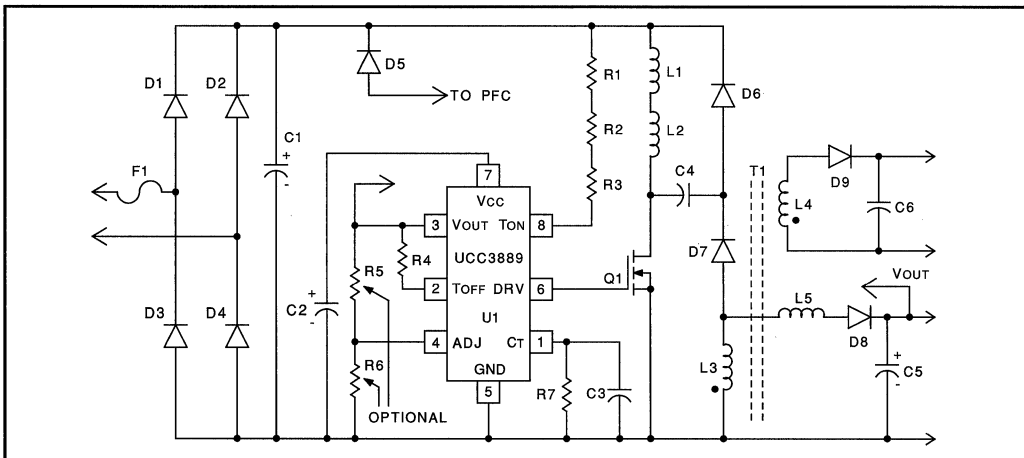 D1
D2
D5
TO PFC
C1
+
-
R1
R2
R3
L1
L2
D6
F1
C4
T1
L4
D9
C6
7
VCC
3
VOUT
TON
8
R4
UCC3889
R5
2
TOFF
DRV
6
Q1
D7
VOUT
L5
D8
D3
D4
C2
+
-
U1
4
ADJ
CT
1
R6
GND
5
OPTIONAL
R7
C3
L3
C5
+
-